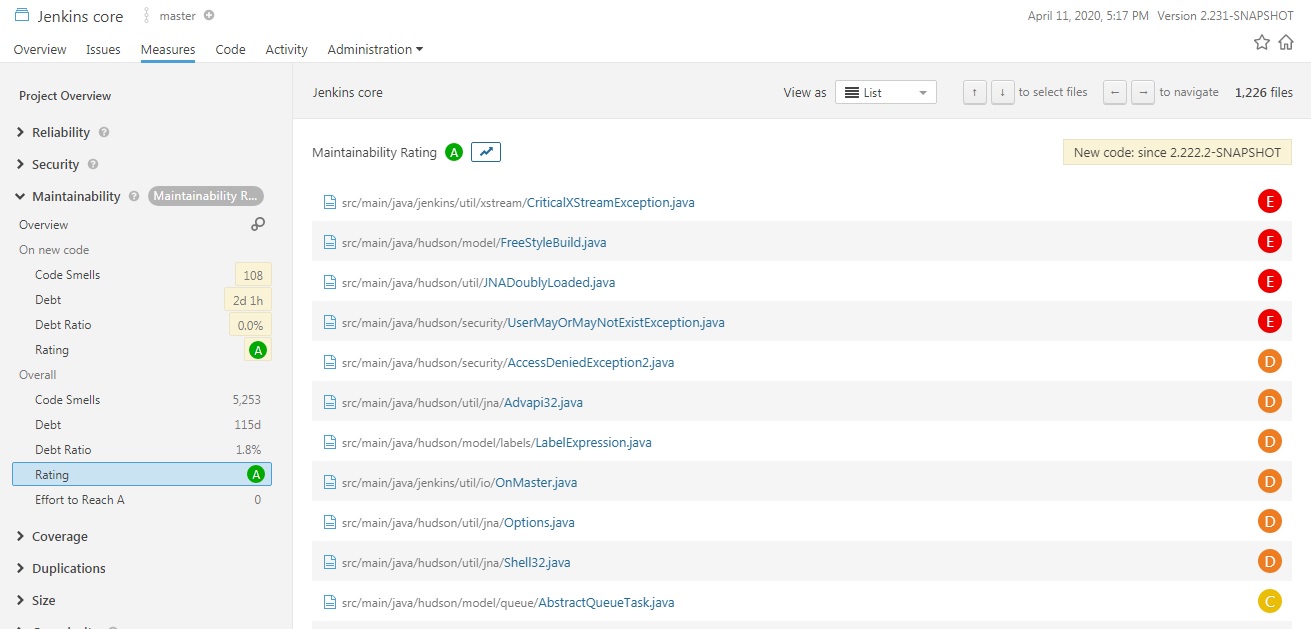 Jenkins core master April 11, 2020, 5:17 PM Version 2.231-SNAPSHOT
Overview Issues Measures Code Activity Administration
Project Overview
Reliability ?
Security ?
Maintainability ? Maintainability R...
Overview
On new code
Code Smells 108
Debt 2d 1h
Debt Ratio 0.0%
Rating A
Overall
Code Smells 5,253
Debt 115d
Debt Ratio 1.8%
Rating A
Effort to Reach A 0
Coverage
Duplications
Size
Jenkins core View as List ↑ ↓ to select files ← → to navigate 1,226 files
Maintainability Rating A New code: since 2.222.2-SNAPSHOT
src/main/java/jenkins/util/xstream/CriticalXStreamException.java E
src/main/java/hudson/model/FreeStyleBuild.java E
src/main/java/hudson/util/JNADoublyLoaded.java E
src/main/java/hudson/security/UserMayOrMayNotExistException.java E
src/main/java/hudson/security/AccessDeniedException2.java D
src/main/java/hudson/util/jna/Advapi32.java D
src/main/java/hudson/model/labels/LabelExpression.java D
src/main/java/jenkins/util/io/OnMaster.java D
src/main/java/hudson/util/jna/Options.java D
src/main/java/hudson/util/jna/Shell32.java D
src/main/java/hudson/model/queue/AbstractQueueTask.java C